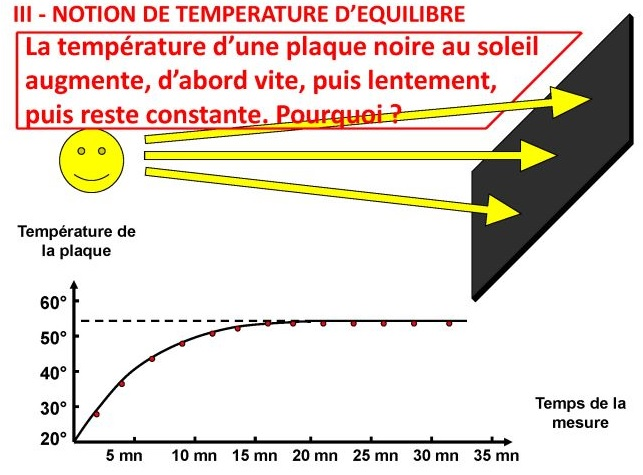 III - NOTION DE TEMPERATURE D’EQUILIBRE
La température d’une plaque noire au soleil
augmente, d’abord vite, puis lentement,
puis reste constante. Pourquoi ?
Température de
la plaque
60°
50°
40°
30°
20°
5 mn 10 mn 15 mn 20 mn 25 mn 30 mn 35 mn
Temps de la
mesure